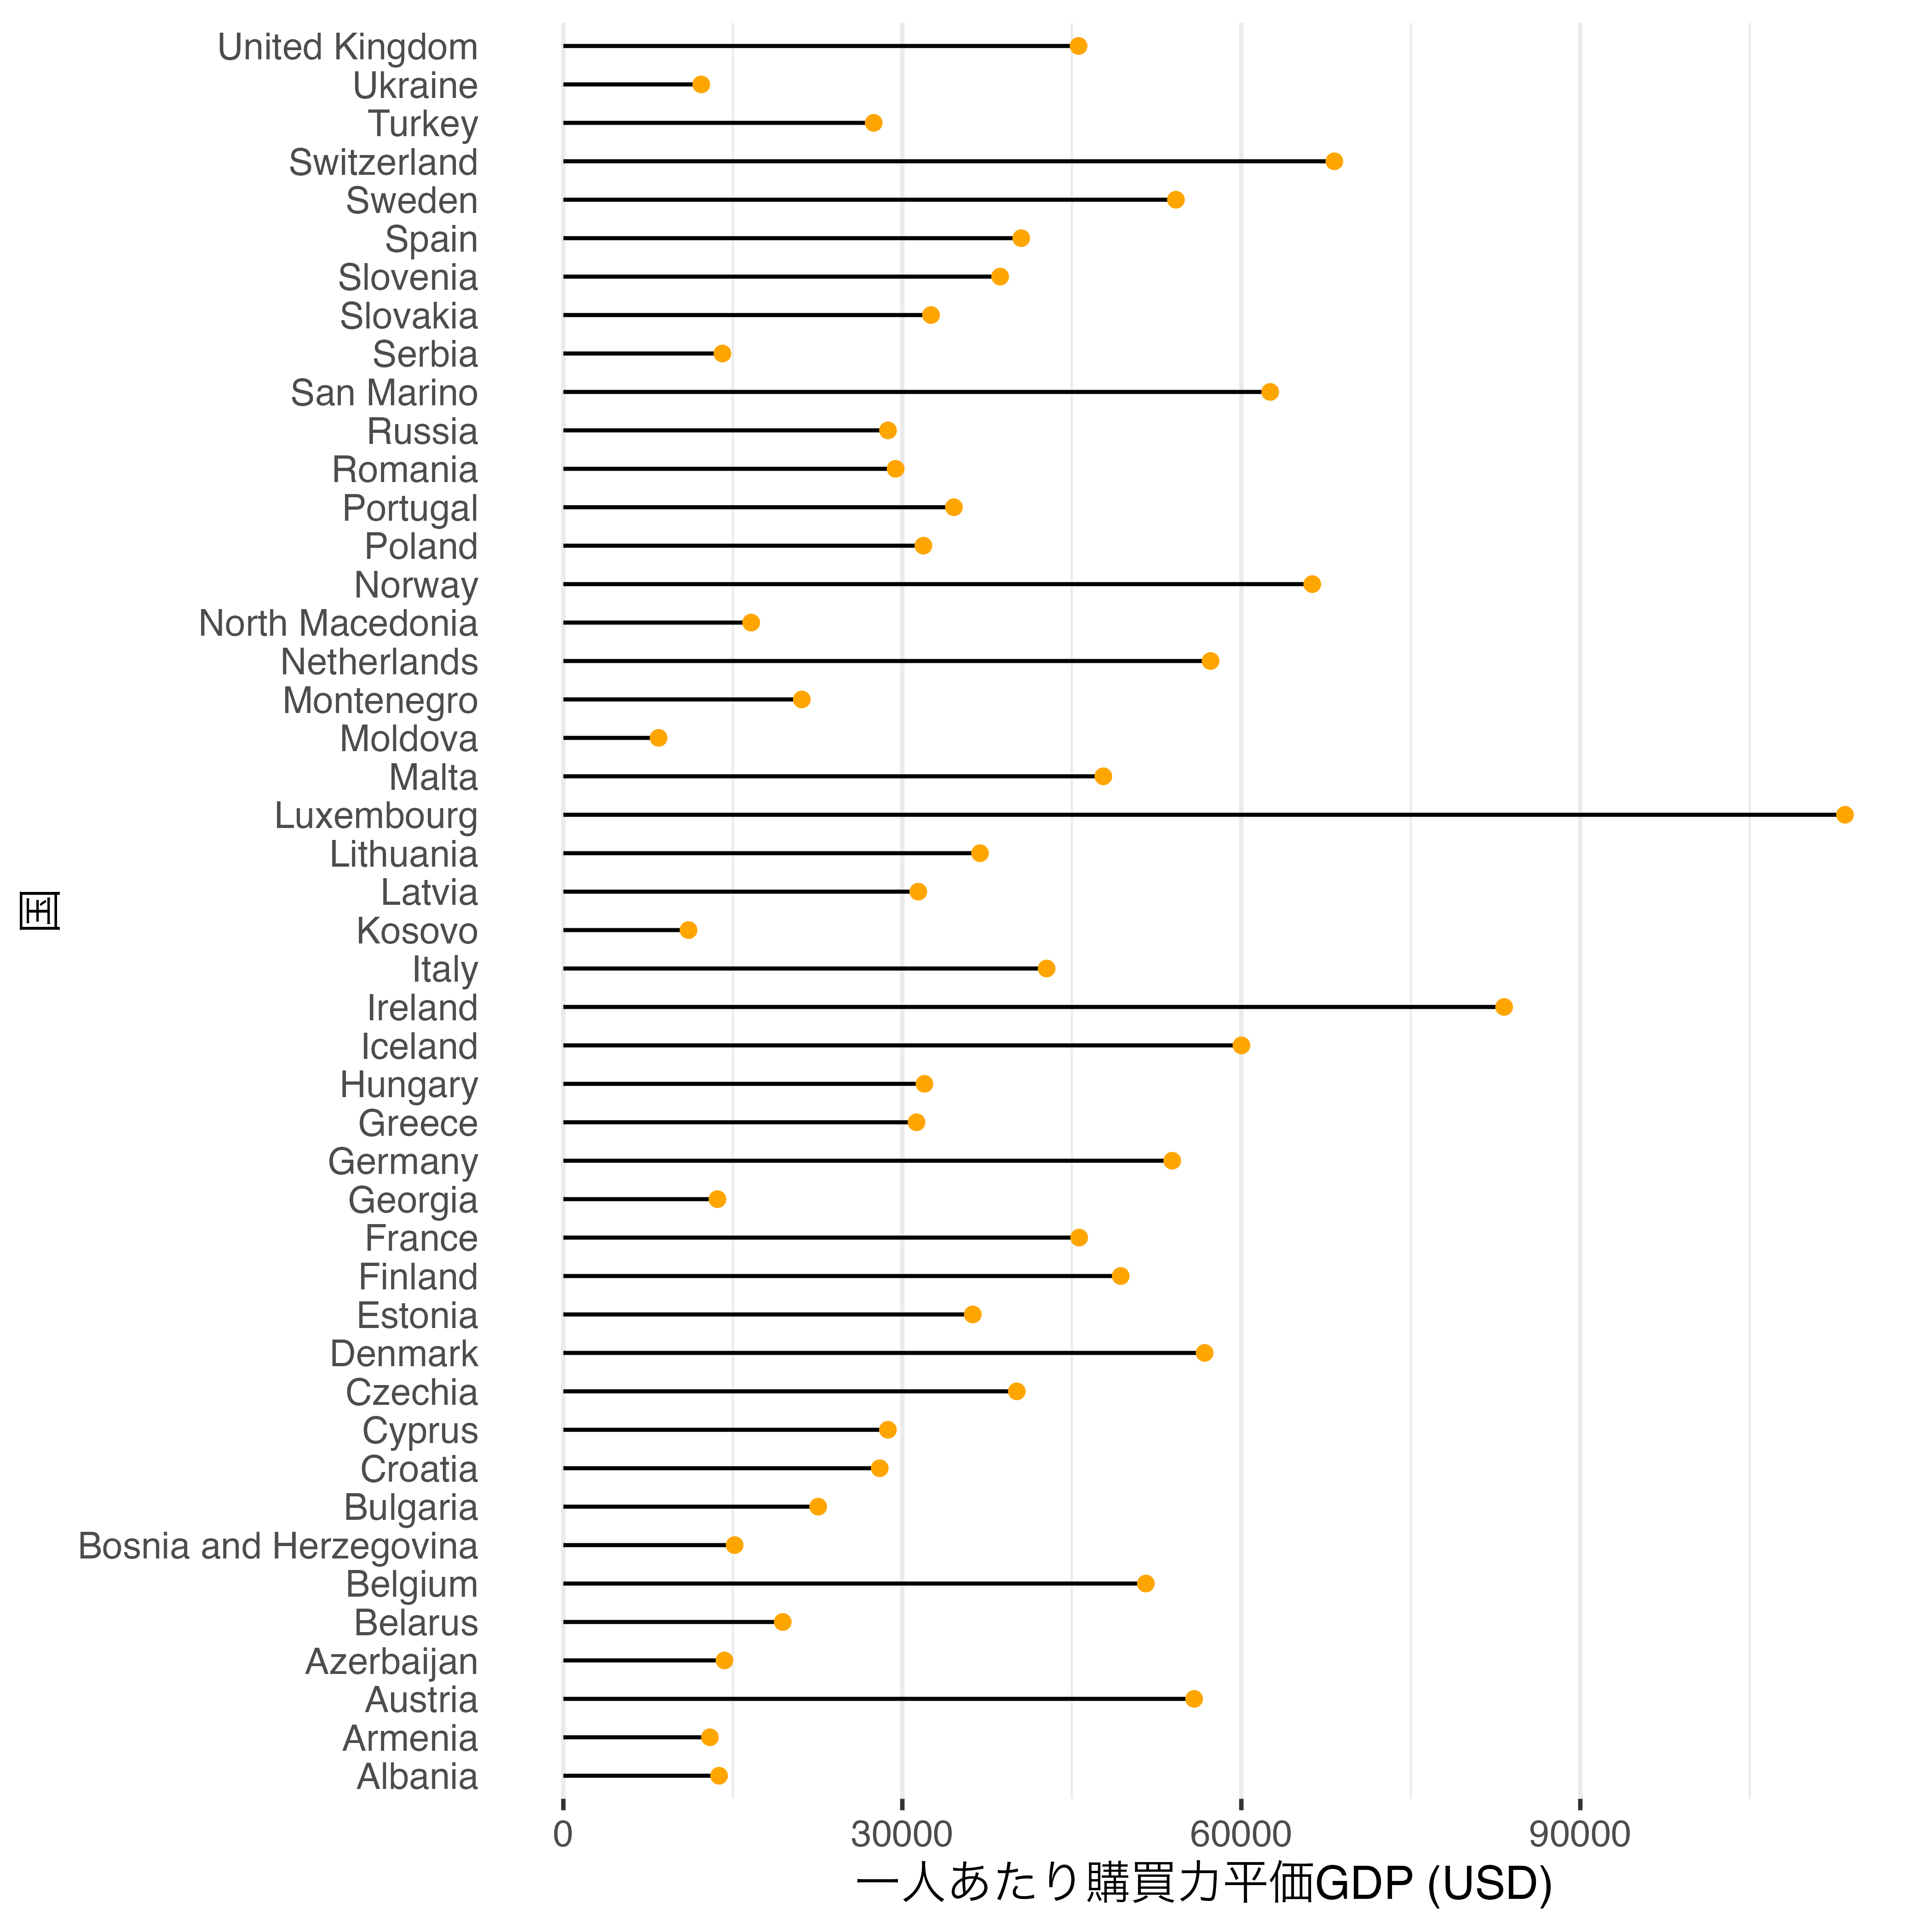 United Kingdom
Ukraine
Turkey
Switzerland
Sweden
Spain
Slovenia
Slovakia
Serbia
San Marino
Russia
Romania
Portugal
Poland
Norway
North Macedonia
Netherlands
Montenegro
Moldova
Malta
Luxembourg
Lithuania
Latvia
Kosovo
Italy
Ireland
Iceland
Hungary
Greece
Germany
Georgia
France
Finland
Estonia
Denmark
Czechia
Cyprus
Croatia
Bulgaria
Bosnia and Herzegovina
Belgium
Belarus
Azerbaijan
Austria
Armenia
Albania
国
0 30000 60000 90000
一人あたり購買力平価GDP (USD)